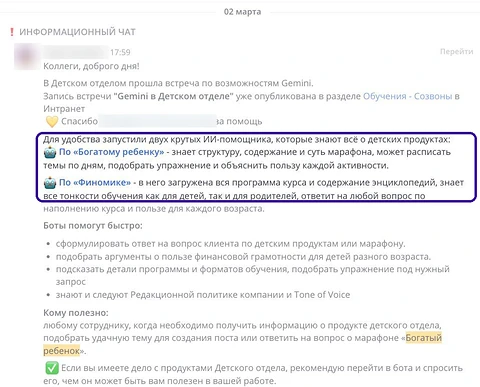 02 марта
❗ ИНФОРМАЦИОННЫЙ ЧАТ
17:59
Перейти
Коллеги, доброго дня!
В Детском отделом прошла встреча по возможностям Gemini.
Запись встречи "Gemini в Детском отделе" уже опубликована в разделе Обучения - Созвоны в
Интранет
💛 Спасибо за помощь
Для удобства запустили двух крутых ИИ-помощника, которые знают всё о детских продуктах:
🤖 По «Богатому ребенку» - знает структуру, содержание и суть марафона, может расписать
темы по дням, подобрать упражнение и объяснить пользу каждой активности.
🤖 По «Финомике» - в него загружена вся программа курса и содержание энциклопедий, знает
все тонкости обучения как для детей, так и для родителей, ответит на любой вопрос по
наполнению курса и пользе для каждого возраста.
Боты помогут быстро:
• сформулировать ответ на вопрос клиента по детским продуктам или марафону.
• подобрать аргументы о пользе финансовой грамотности для детей разного возраста.
• подсказать детали программы и форматов обучения, подобрать упражнение под нужный
запрос
• знают и следуют Редакционной политике компании и Tone of Voice
Кому полезно:
любому сотруднику, когда необходимо получить информацию о продукте детского отдела,
подобрать удачную тему для создания поста или ответить на вопрос о марафоне «Богатый
ребенок».
✅ Если вы имеете дело с продуктами Детского отдела, рекомендую перейти в бота и спросить
его, чем он может быть вам полезен в вашей работе.